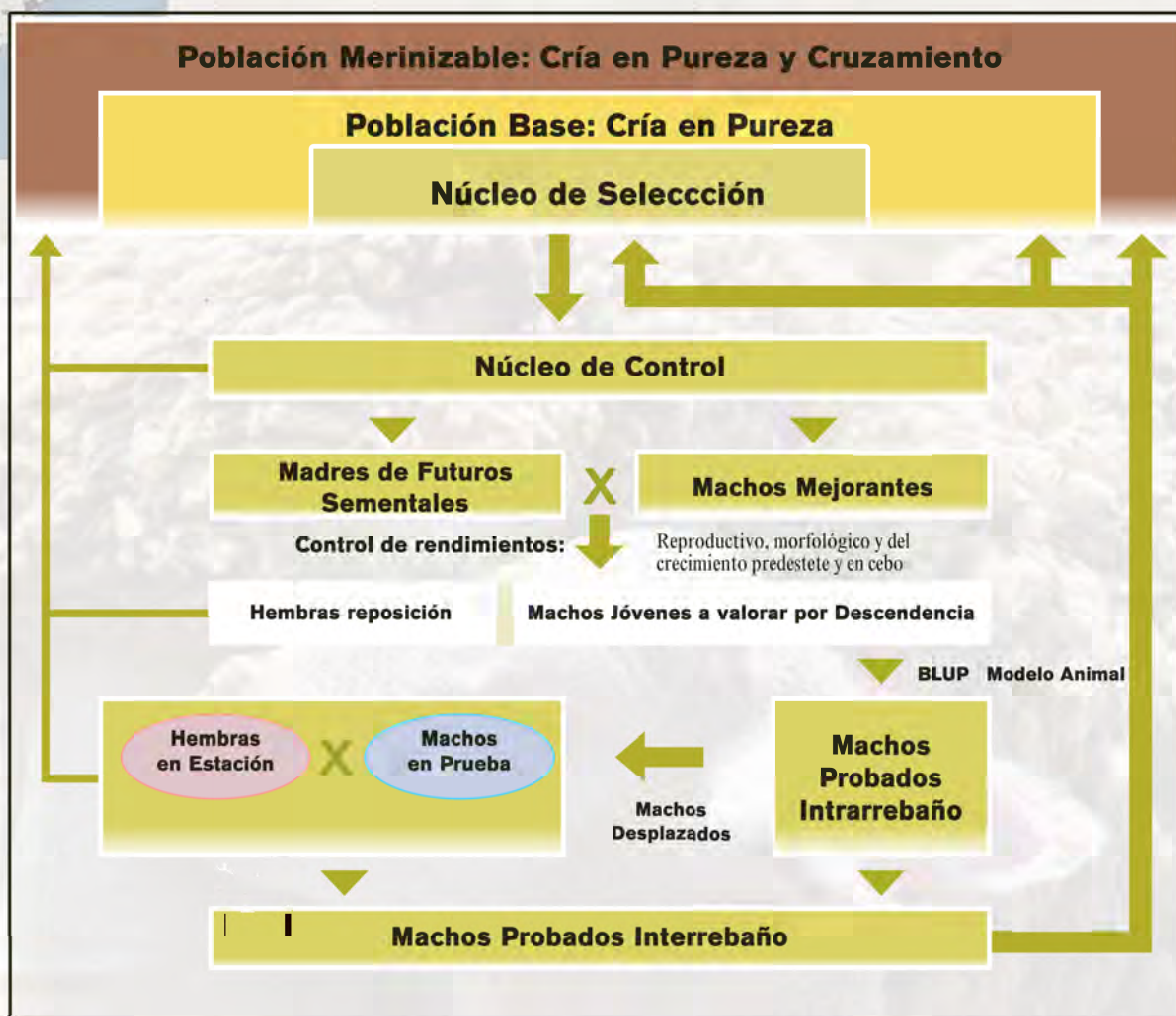 Población Merinizable: Cría en Pureza y Cruzamiento
Población Base: Cría en Pureza
Núcleo de Seleccción
Núcleo de Control
Madres de Futuros
Sementales
X
Machos Mejorantes
Control de rendimientos:
Reproductivo, morfológico y del
crecimiento predestete y en cebo
Hembras reposición
Machos Jóvenes a valorar por Descendencia
BLUP Modelo Animal
Hembras
en Estación
X
Machos
en Prueba
Machos
Desplazados
Machos
Probados
Intrarrebaño
Machos Probados Interrebaño